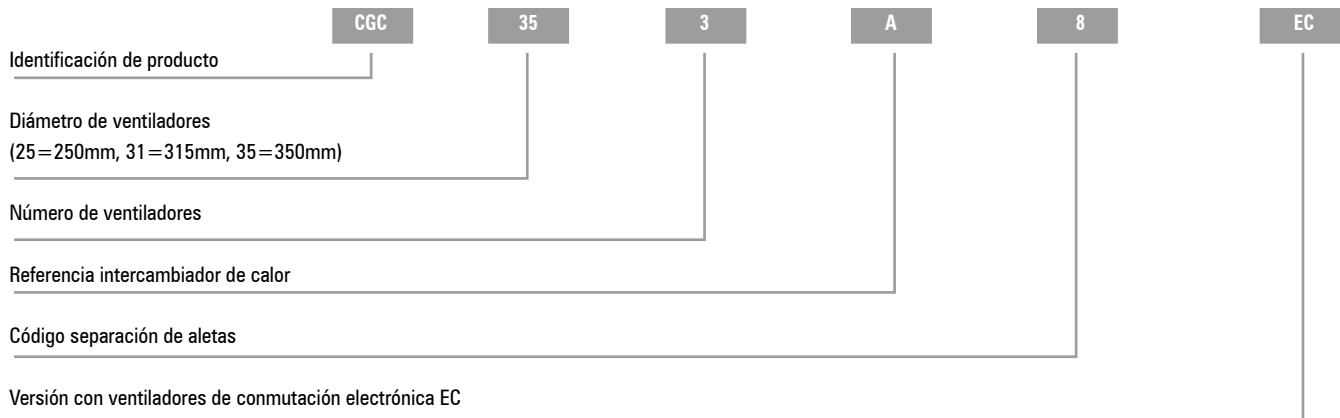 CGC 35 3 A 8 EC
Identificación de producto
Diámetro de ventiladores
(25=250mm, 31=315mm, 35=350mm)
Número de ventiladores
Referencia intercambiador de calor
Código separación de aletas
Versión con ventiladores de conmutación electrónica EC